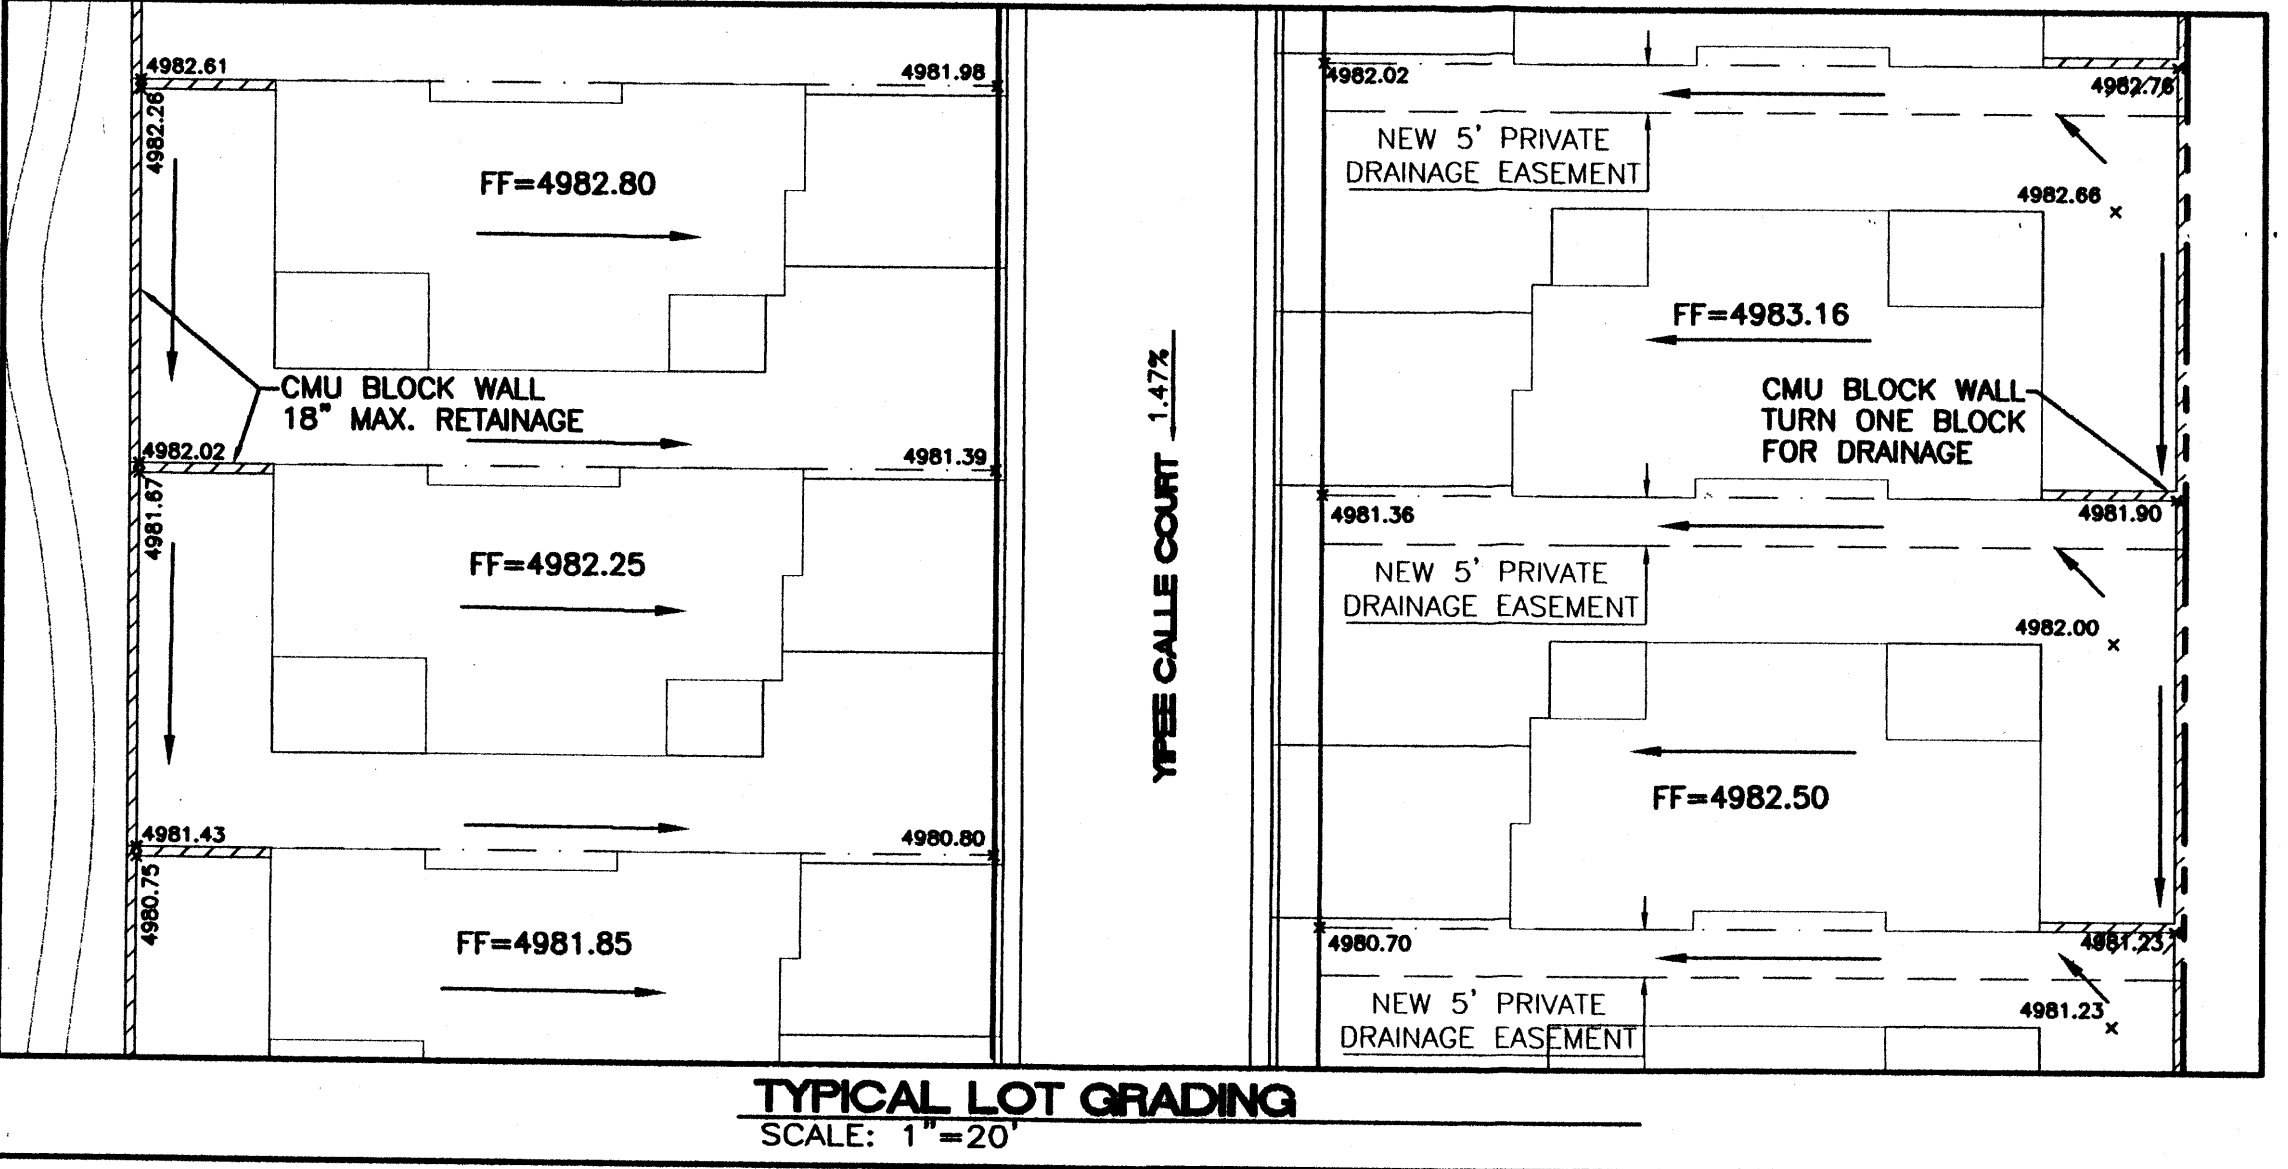 4982.61
4981.98
4982.26
FF=4982.80
CMU BLOCK WALL
18" MAX. RETAINAGE
4982.02
4981.39
4981.67
FF=4982.25
4981.43
4980.80
4980.75
FF=4981.85
YIPEE CALLE COURT 1.47%
4982.02
4982.76
NEW 5' PRIVATE
DRAINAGE EASEMENT
4982.66
FF=4983.16
CMU BLOCK WALL
TURN ONE BLOCK
FOR DRAINAGE
4981.36
4981.90
NEW 5' PRIVATE
DRAINAGE EASEMENT
4982.00
FF=4982.50
4980.70
4981.23
NEW 5' PRIVATE
DRAINAGE EASEMENT
4981.23
TYPICAL LOT GRADING
SCALE: 1"=20'